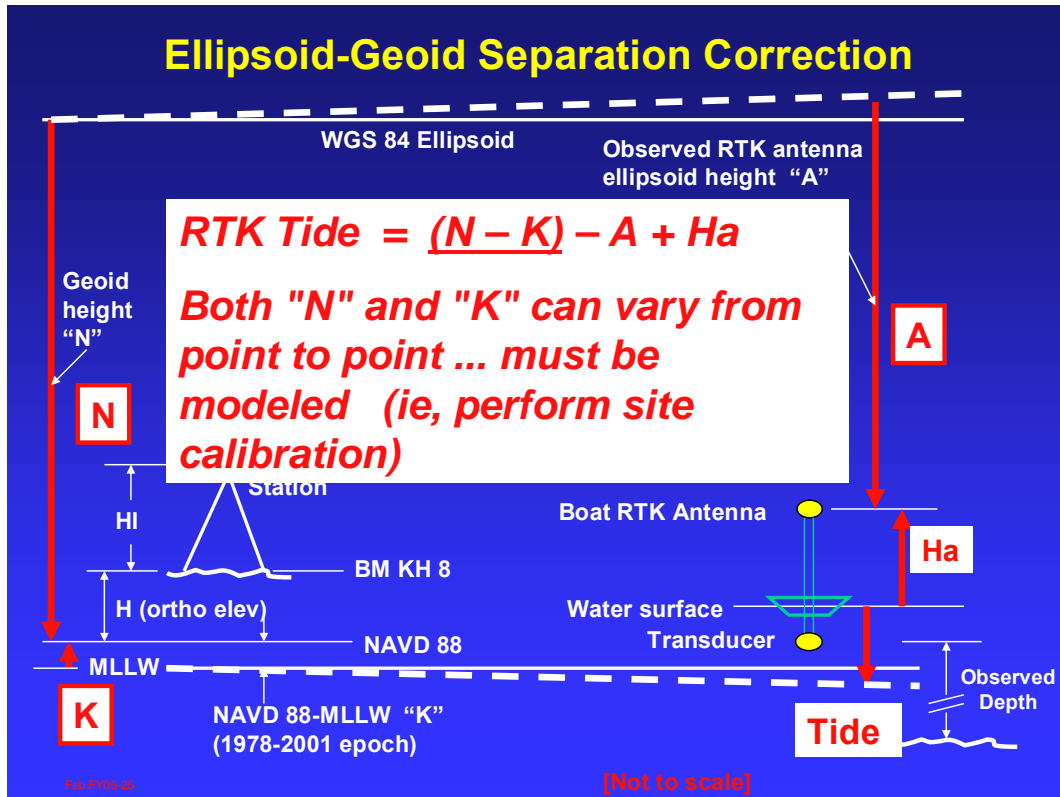 Ellipsoid-Geoid Separation Correction
WGS 84 Ellipsoid
Observed RTK antenna
ellipsoid height “A”
RTK Tide = (N – K) – A + Ha
Both "N" and "K" can vary from
point to point ... must be
modeled (ie, perform site
calibration)
Geoid
height
“N”
N
A
Station
HI
Boat RTK Antenna
Ha
BM KH 8
H (ortho elev)
Water surface
Transducer
NAVD 88
MLLW
K
NAVD 88-MLLW “K”
(1978-2001 epoch)
Observed
Depth
Tide
Feb FY05-25
[Not to scale]